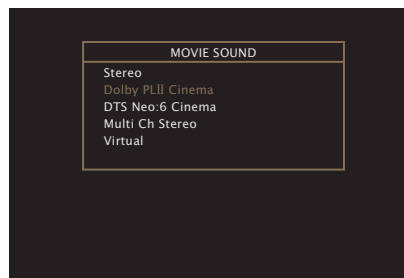 MOVIE SOUND
Stereo
Dolby PLII Cinema
DTS Neo:6 Cinema
Multi Ch Stereo
Virtual